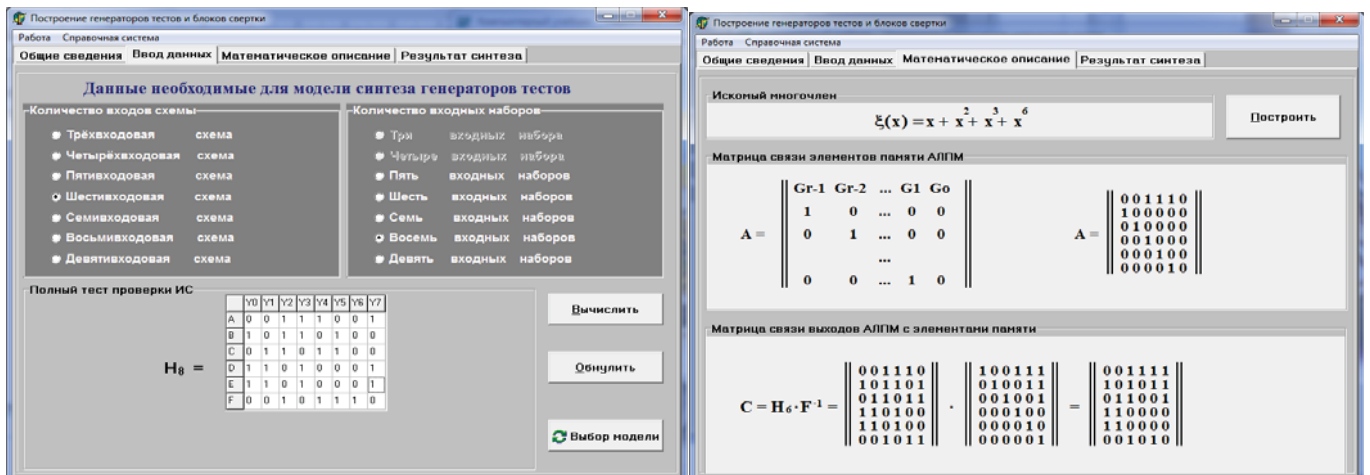 Построение генераторов тестов и блоков свертки
Работа Справочная система
Общие сведения Ввод данных Математическое описание Результат синтеза
Данные необходимые для модели синтеза генераторов тестов
Количество входов схемы
Трёхвходовая схема
Четырёхвходовая схема
Пятивходовая схема
Шестивходовая схема
Семивходовая схема
Восьмивходовая схема
Девятивходовая схема
Количество входных наборов
Три входных набора
Четыре входных набора
Пять входных наборов
Шесть входных наборов
Семь входных наборов
Восемь входных наборов
Девять входных наборов
Полный тест проверки ИС
H8 =
Y0 Y1 Y2 Y3 Y4 Y5 Y6 Y7
A 0 0 1 1 1 0 0 1
B 1 0 1 1 0 1 0 0
C 0 1 1 0 1 1 0 0
D 1 1 0 1 0 0 0 1
E 1 1 0 1 0 0 0 1
F 0 0 1 0 1 1 1 0
Вычислить
Обнулить
Выбор модели
Построение генераторов тестов и блоков свертки
Работа Справочная система
Общие сведения Ввод данных Математическое описание Результат синтеза
Искомый многочлен
ξ(x) = x + x² + x³ + x⁶
Построить
Матрица связи элементов памяти АЛПМ
A =
Gr-1 Gr-2 ... G1 Go
1 0 ... 0 0
0 1 ... 0 0
...
0 0 ... 1 0
A =
001110
100000
010000
001000
000100
000010
Матрица связи выходов АЛПМ с элементами памяти
C = H6·F-1 =
001110
101101
011011
110100
110100
001011
·
100111
010011
001001
000100
000010
000001
=
001111
101011
011001
110000
110000
001010